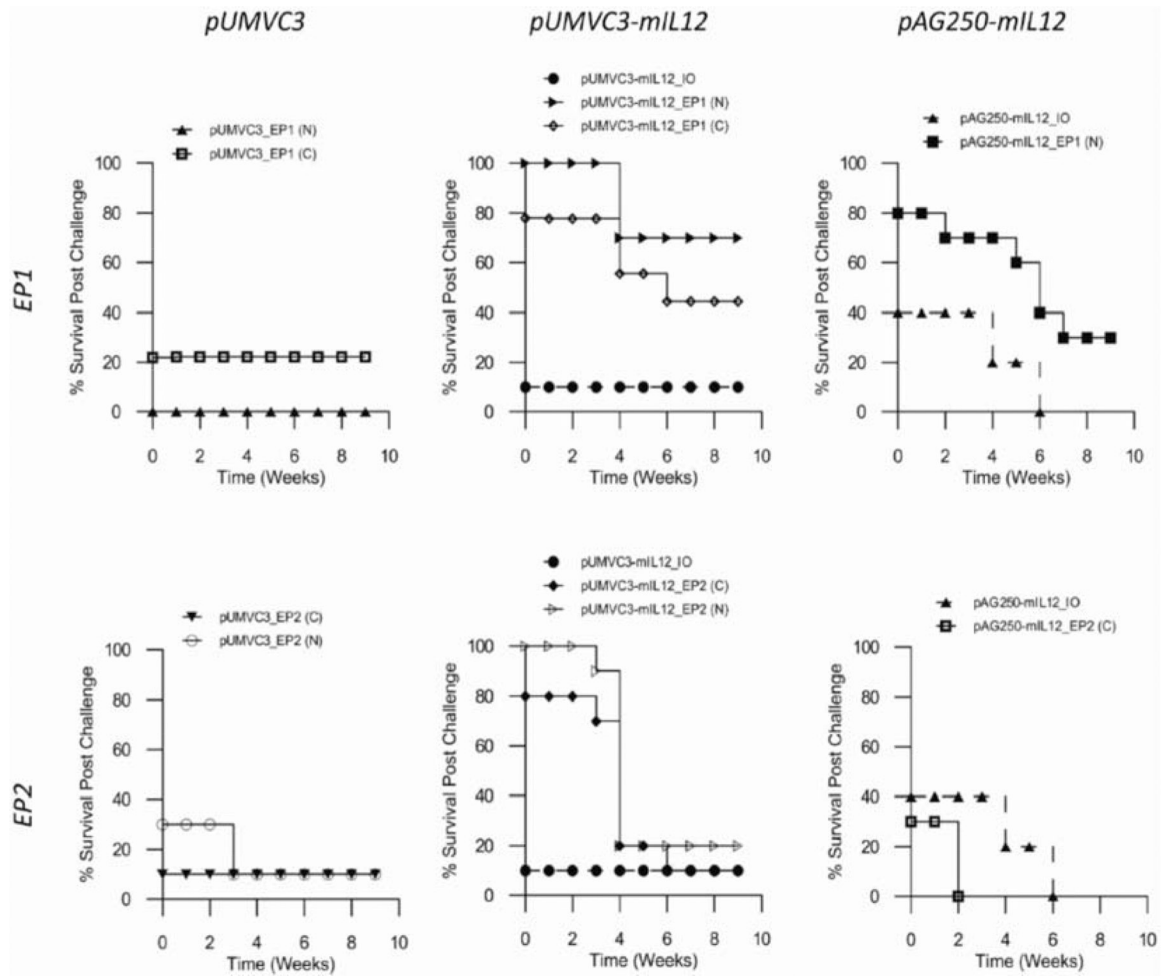 pUMVC3
pUMVC3-mIL12
pAG250-mIL12
EP1
pUMVC3_EP1 (N)
pUMVC3_EP1 (C)
% Survival Post Challenge
100
80
60
40
20
0
0 2 4 6 8 10
Time (Weeks)
pUMVC3-mIL12_IO
pUMVC3-mIL12_EP1 (N)
pUMVC3-mIL12_EP1 (C)
% Survival Post Challenge
100
80
60
40
20
0
0 2 4 6 8 10
Time (Weeks)
pAG250-mIL12_IO
pAG250-mIL12_EP1 (N)
% Survival Post Challenge
100
80
60
40
20
0
0 2 4 6 8 10
Time (Weeks)
EP2
pUMVC3_EP2 (C)
pUMVC3_EP2 (N)
% Survival Post Challenge
100
80
60
40
20
0
0 2 4 6 8 10
Time (Weeks)
pUMVC3-mIL12_IO
pUMVC3-mIL12_EP2 (C)
pUMVC3-mIL12_EP2 (N)
% Survival Post Challenge
100
80
60
40
20
0
0 2 4 6 8 10
Time (Weeks)
pAG250-mIL12_IO
pAG250-mIL12_EP2 (C)
% Survival Post Challenge
100
80
60
40
20
0
0 2 4 6 8 10
Time (Weeks)